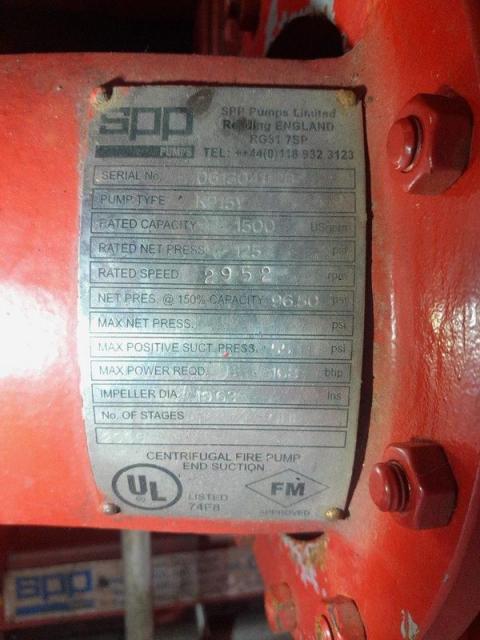 spp
PUMPS
SPP Pumps Limited
Reading ENGLAND
RG31 7SP
TEL: ++44(0)118 932 3123
SERIAL No.
PUMP TYPE
RATED CAPACITY 1500 USgpm
RATED NET PRESS. 125 psi
RATED SPEED 2952 rpm
NET PRES. @ 150% CAPACITY 96.50 psi
MAX NET PRESS. psi
MAX POSITIVE SUCT. PRESS. psi
MAX POWER REQD. bhp
IMPELLER DIA. ins
No. OF STAGES
CENTRIFUGAL FIRE PUMP
END SUCTION
UL
LISTED
74F8
FM
APPROVED
spp
PUMPS